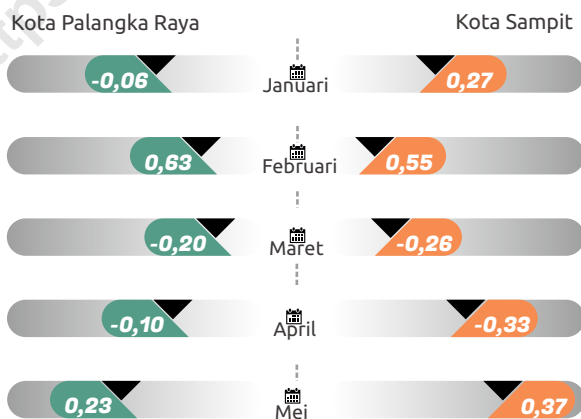 Kota Palangka Raya
Kota Sampit
-0,06
Januari
0,27
0,63
Februari
0,55
-0,20
Maret
-0,26
-0,10
April
-0,33
0,23
Mei
0,37